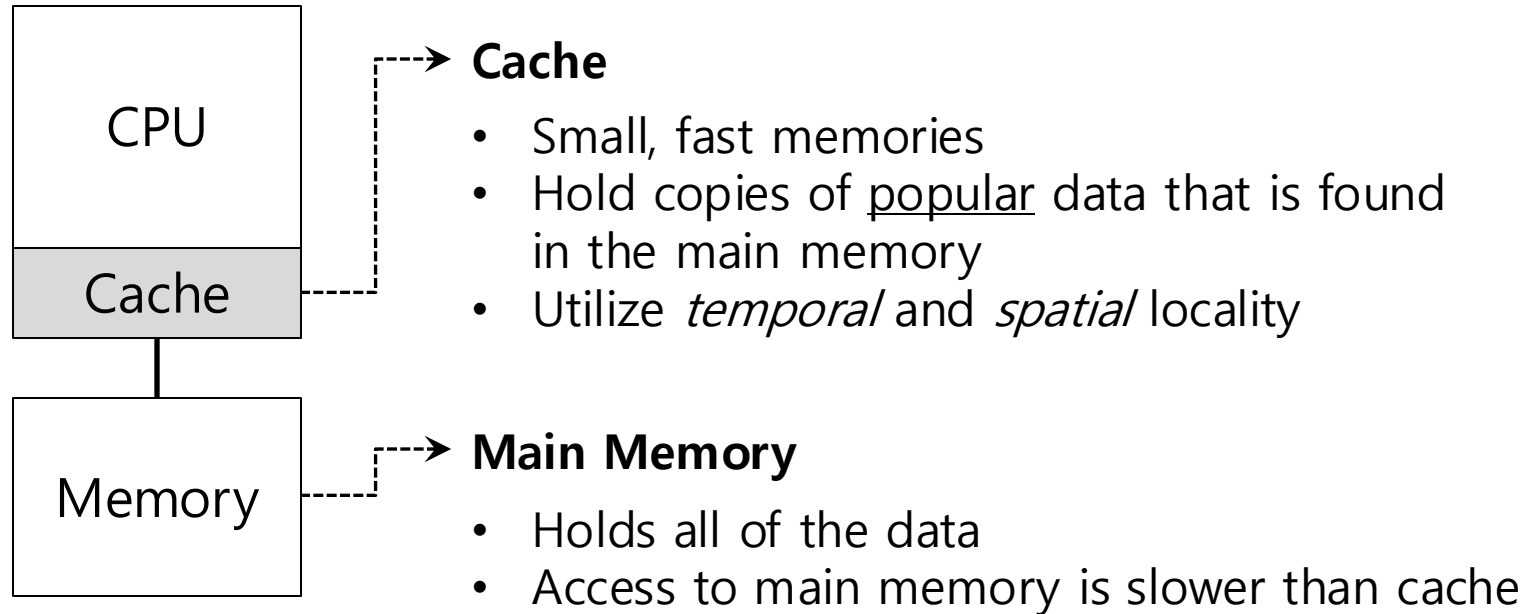 CPU
Cache
Memory
Cache
• Small, fast memories
• Hold copies of popular data that is found
in the main memory
• Utilize temporal and spatial locality
Main Memory
• Holds all of the data
• Access to main memory is slower than cache